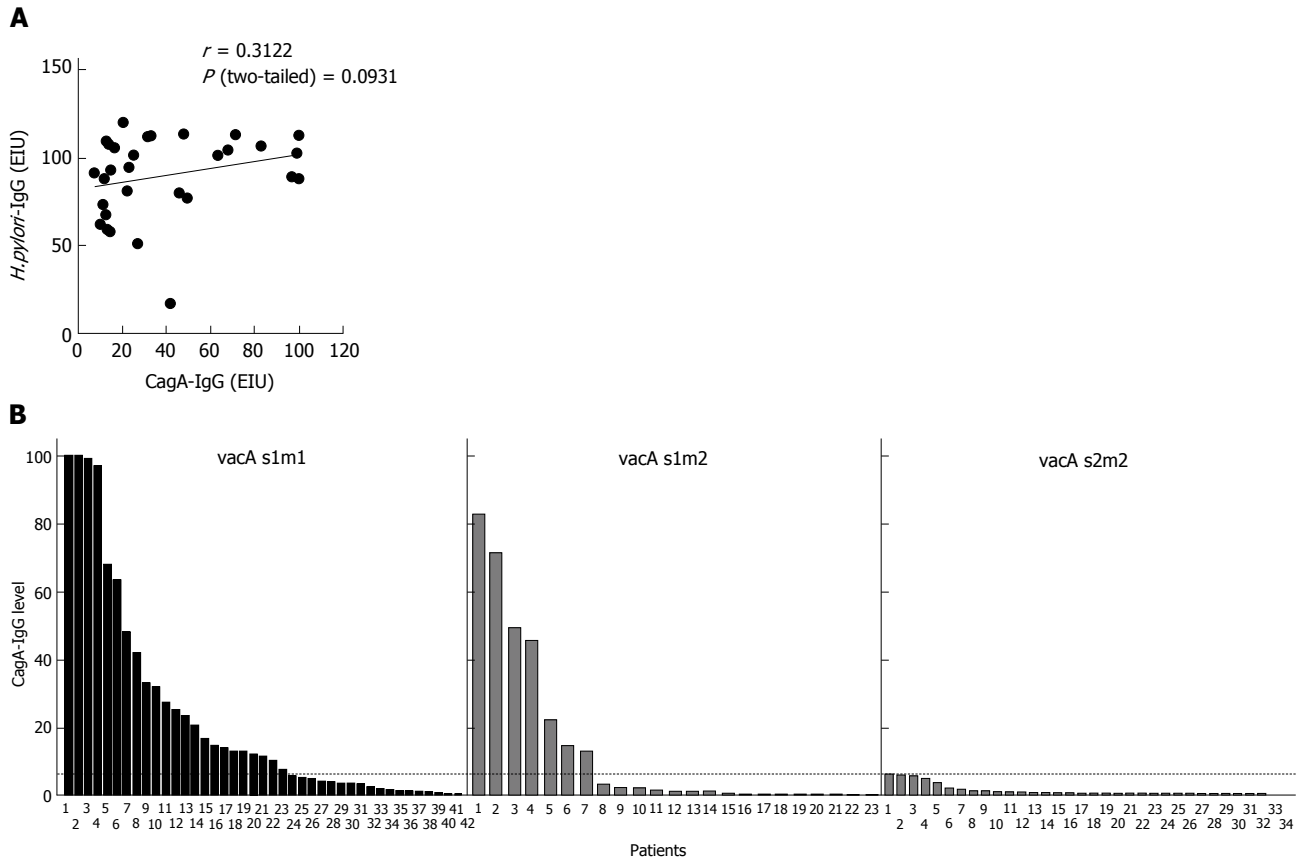 A
r = 0.3122
P (two-tailed) = 0.0931
150
100
50
0
H.pylori-IgG (EIU)
0 20 40 60 80 100 120
CagA-IgG (EIU)
B
vacA s1m1 vacA s1m2 vacA s2m2
100
80
60
40
20
0
CagA-IgG level
1 3 5 7 9 11 13 15 17 19 21 23 25 27 29 31 33 35 37 39 41 1 2 3 4 5 6 7 8 9 10 11 12 13 14 15 16 17 18 19 20 21 22 23 1 3 5 7 9 11 13 15 17 19 21 23 25 27 29 31 33
2 4 6 8 10 12 14 16 18 20 22 24 26 28 30 32 34 36 38 40 42 2 4 6 8 10 12 14 16 18 20 22 24 26 28 30 32 34
Patients